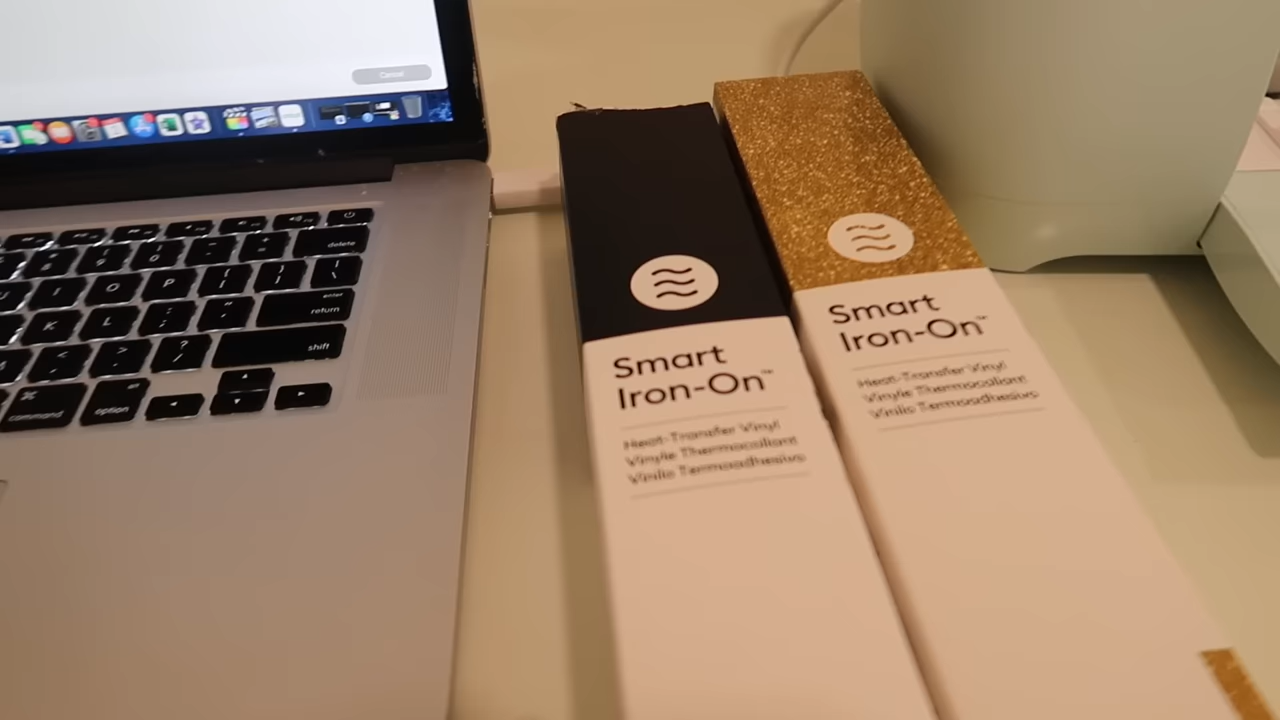 Cancel
delete
enter
return
shift
command
option
I
O
P
K
L
Smart
Iron-On™
Heat-Transfer Vinyl
Vinyle Thermocollant
Vinilo Termoadhesivo
Smart
Iron-On™
Heat-Transfer Vinyl
Vinyle Thermocollant
Vinilo Termoadhesivo